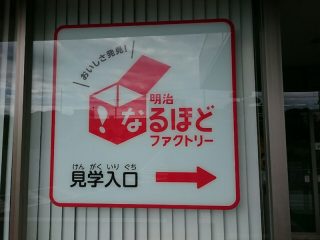 おいしさ発見!
明治
!なるほど
ファクトリー
けん がく いり ぐち
見学入口